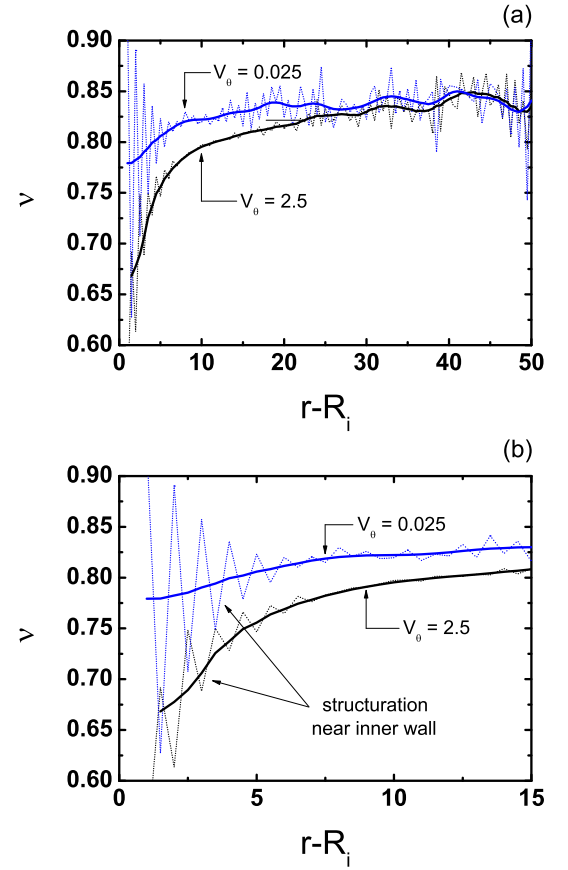 (a)
0.90
0.85
0.80
0.75
0.70
0.65
0.60
ν
V_θ = 0.025
V_θ = 2.5
0 10 20 30 40 50
r-R_i
(b)
0.90
0.85
0.80
0.75
0.70
0.65
0.60
ν
V_θ = 0.025
V_θ = 2.5
structuration
near inner wall
0 5 10 15
r-R_i